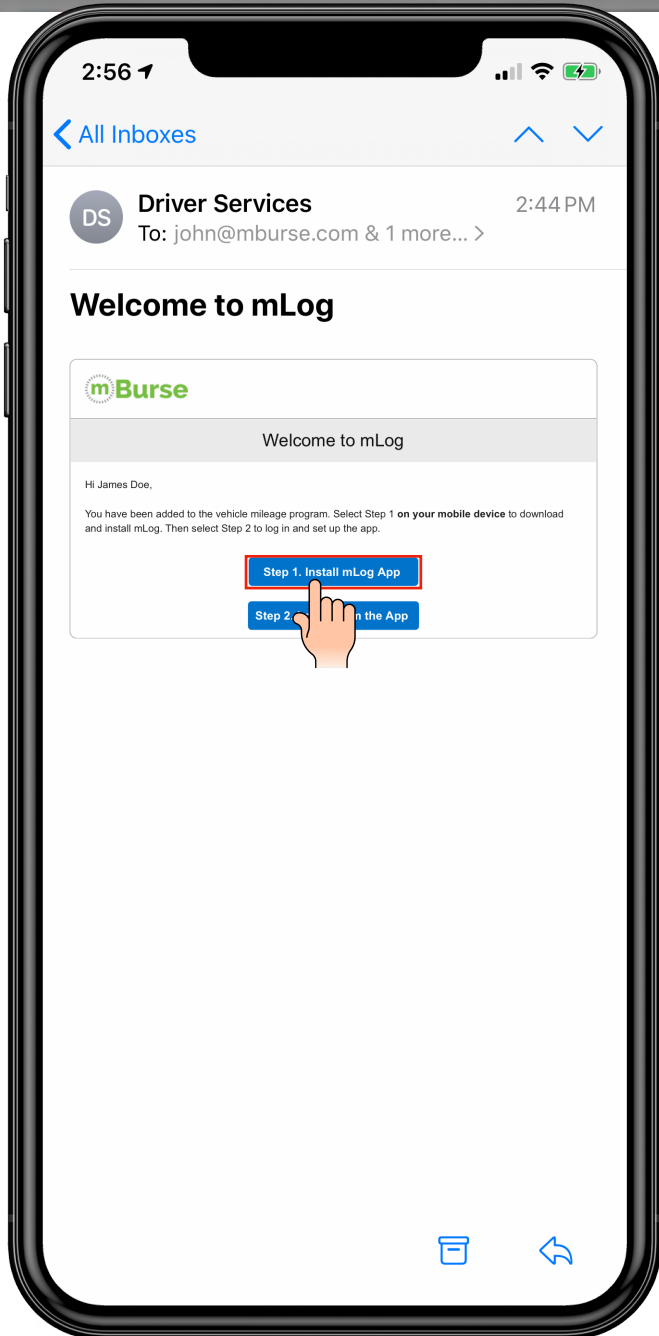 2:56
All Inboxes
DS
Driver Services
2:44 PM
To: john@mburse.com & 1 more...
Welcome to mLog
mBurse
Welcome to mLog
Hi James Doe,
You have been added to the vehicle mileage program. Select Step 1 on your mobile device to download
and install mLog. Then select Step 2 to log in and set up the app.
Step 1. Install mLog App
Step 2 the App